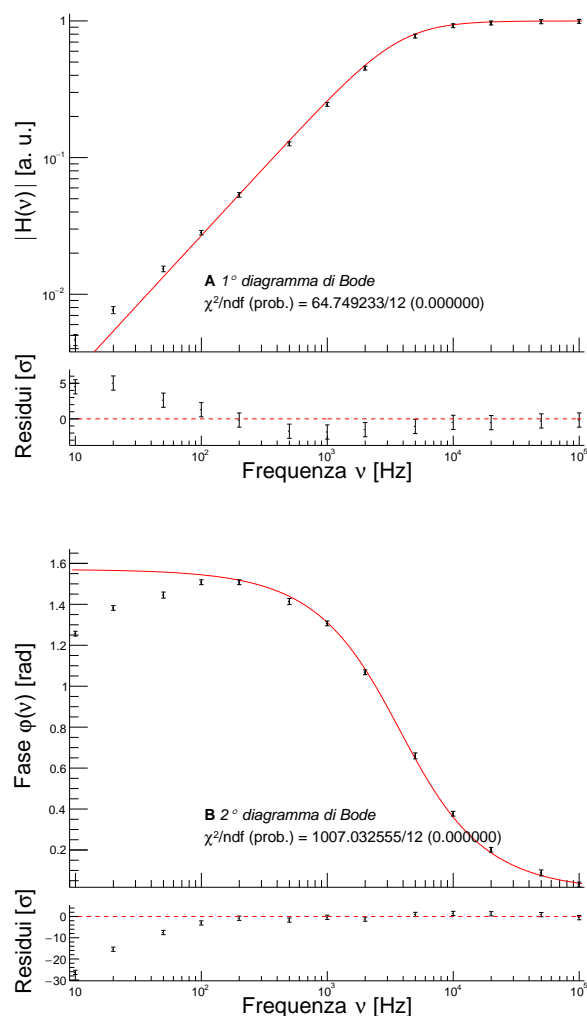 |H(ν)| [a. u.]
1
10⁻¹
10⁻²
A 1° diagramma di Bode
χ²/ndf (prob.) = 64.749233/12 (0.000000)
Residui [σ]
5
0
10 10² 10³ 10⁴ 10⁵
Frequenza ν [Hz]
Fase φ(ν) [rad]
1.6
1.4
1.2
1
0.8
0.6
0.4
0.2
B 2° diagramma di Bode
χ²/ndf (prob.) = 1007.032555/12 (0.000000)
Residui [σ]
0
−10
−20
−30
10 10² 10³ 10⁴ 10⁵
Frequenza ν [Hz]